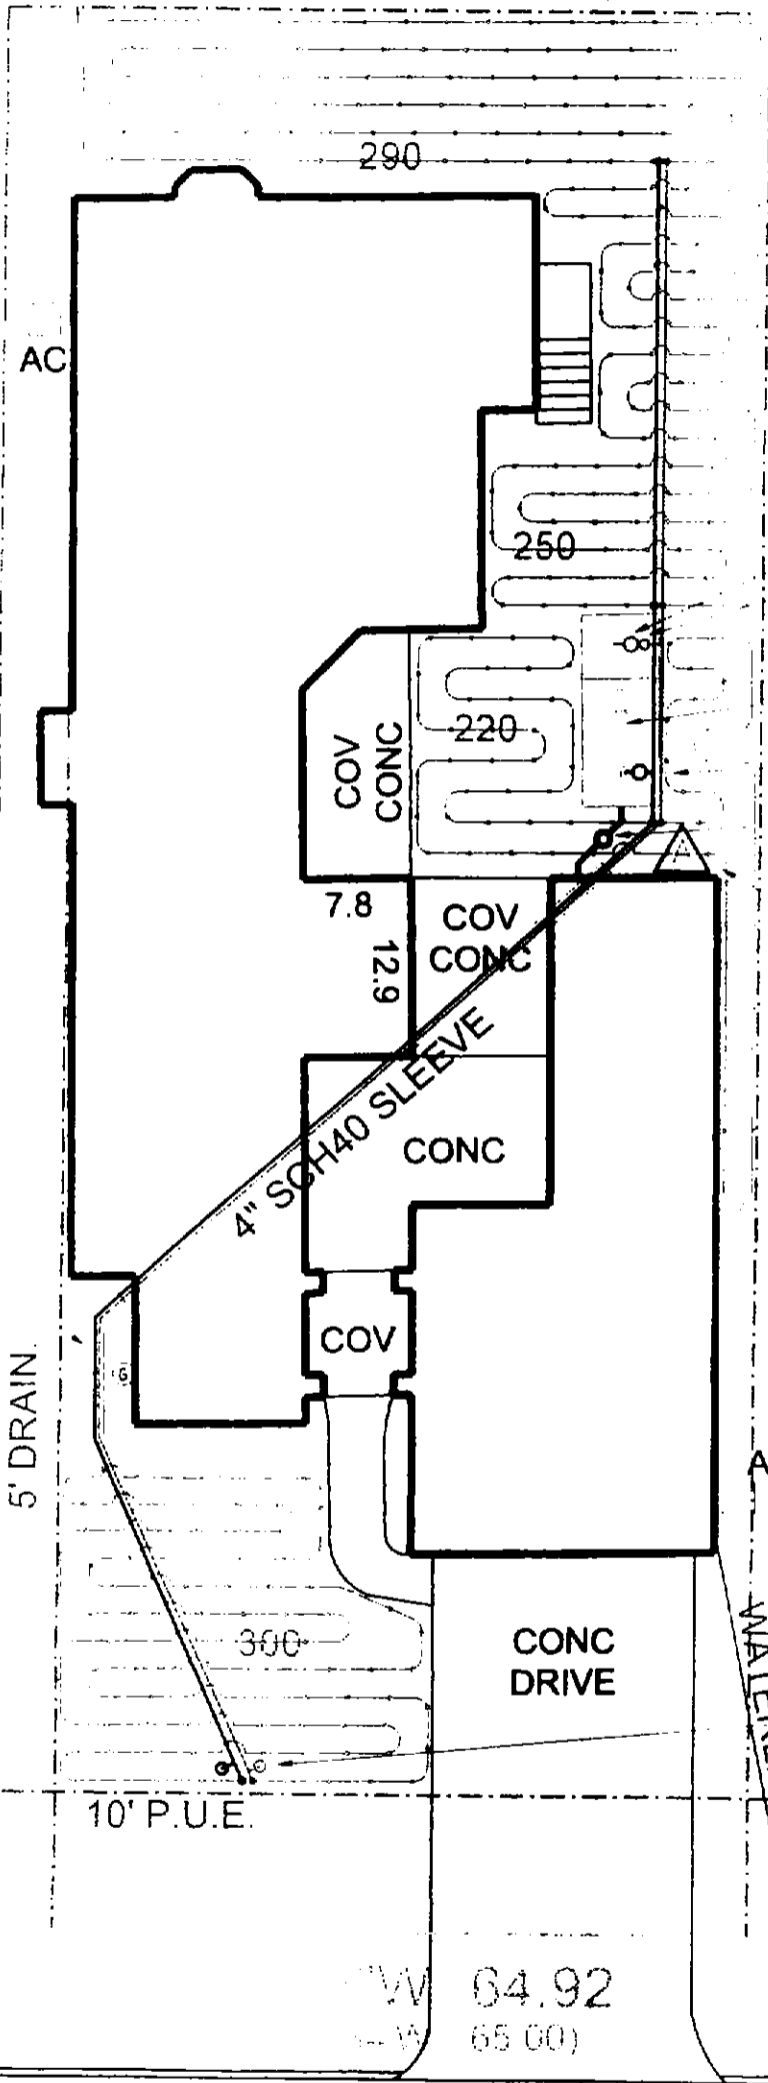 290
AC
250
220
COV
CONC
7.8
COV
CONC
12.9
4" SCH40 SLEEVE
CONC
COV
G
5' DRAIN.
A
300
CONC
DRIVE
10' P.U.E.
64.92
65.00)